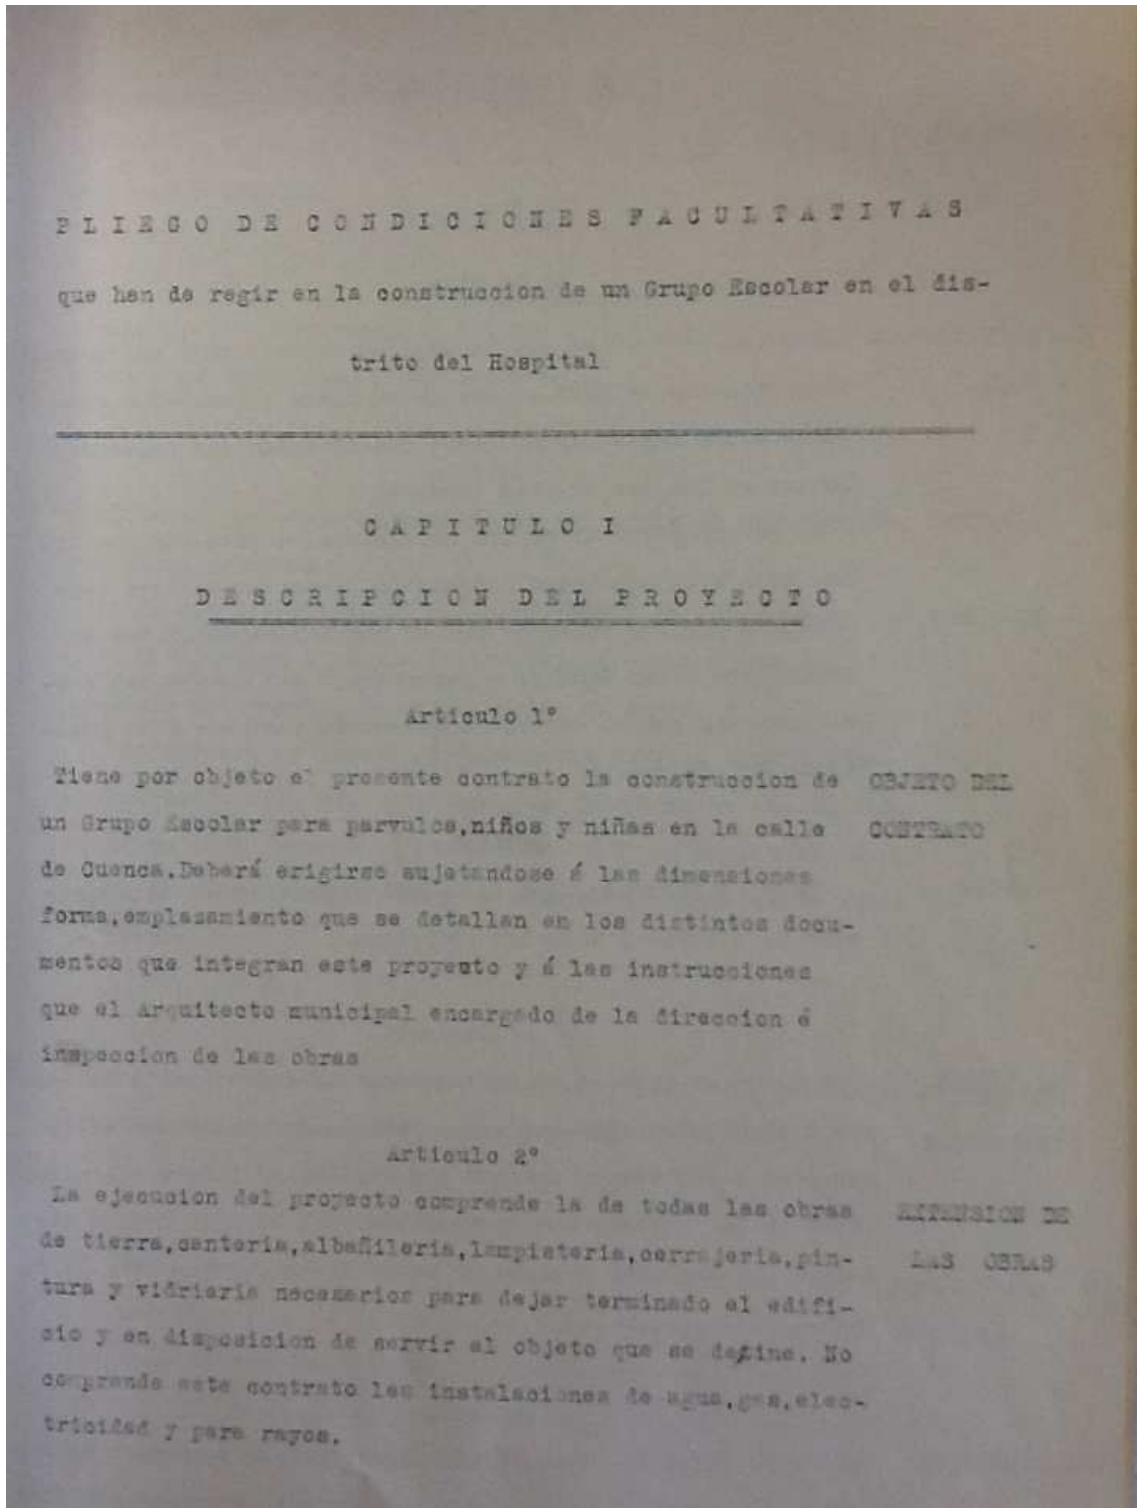 PLIEGO DE CONDICIONES FACULTATIVAS
que han de regir en la construccion de un Grupo Escolar en el dis-
trito del Hospital
CAPITULO I
DESCRIPCION DEL PROYECTO
Articulo 1º
Tiene por objeto el presente contrato la construccion de OBJETO DEL
un Grupo Escolar para parvulos,niños y niñas en la calle CONTRATO
de Cuenca.Deberá erigirse sujetandose á las dimensiones
forma,emplazamiento que se detallan en los distintos docu-
mentos que integran este proyecto y á las instrucciones
que el Arquitecto municipal encargado de la direccion é
inspeccion de las obras
Articulo 2º
La ejecucion del proyecto comprende la de todas las obras EXTENSION DE
de tierra,canteria,albañileria,lampisteria,cerrajeria,pin- LAS OBRAS
tura y vidrieria necesarios para dejar terminado el edifi-
cio y en disposicion de servir al objeto que se define. No
comprende este contrato las instalaciones de agua,gas,elec-
tricidad y para rayos.